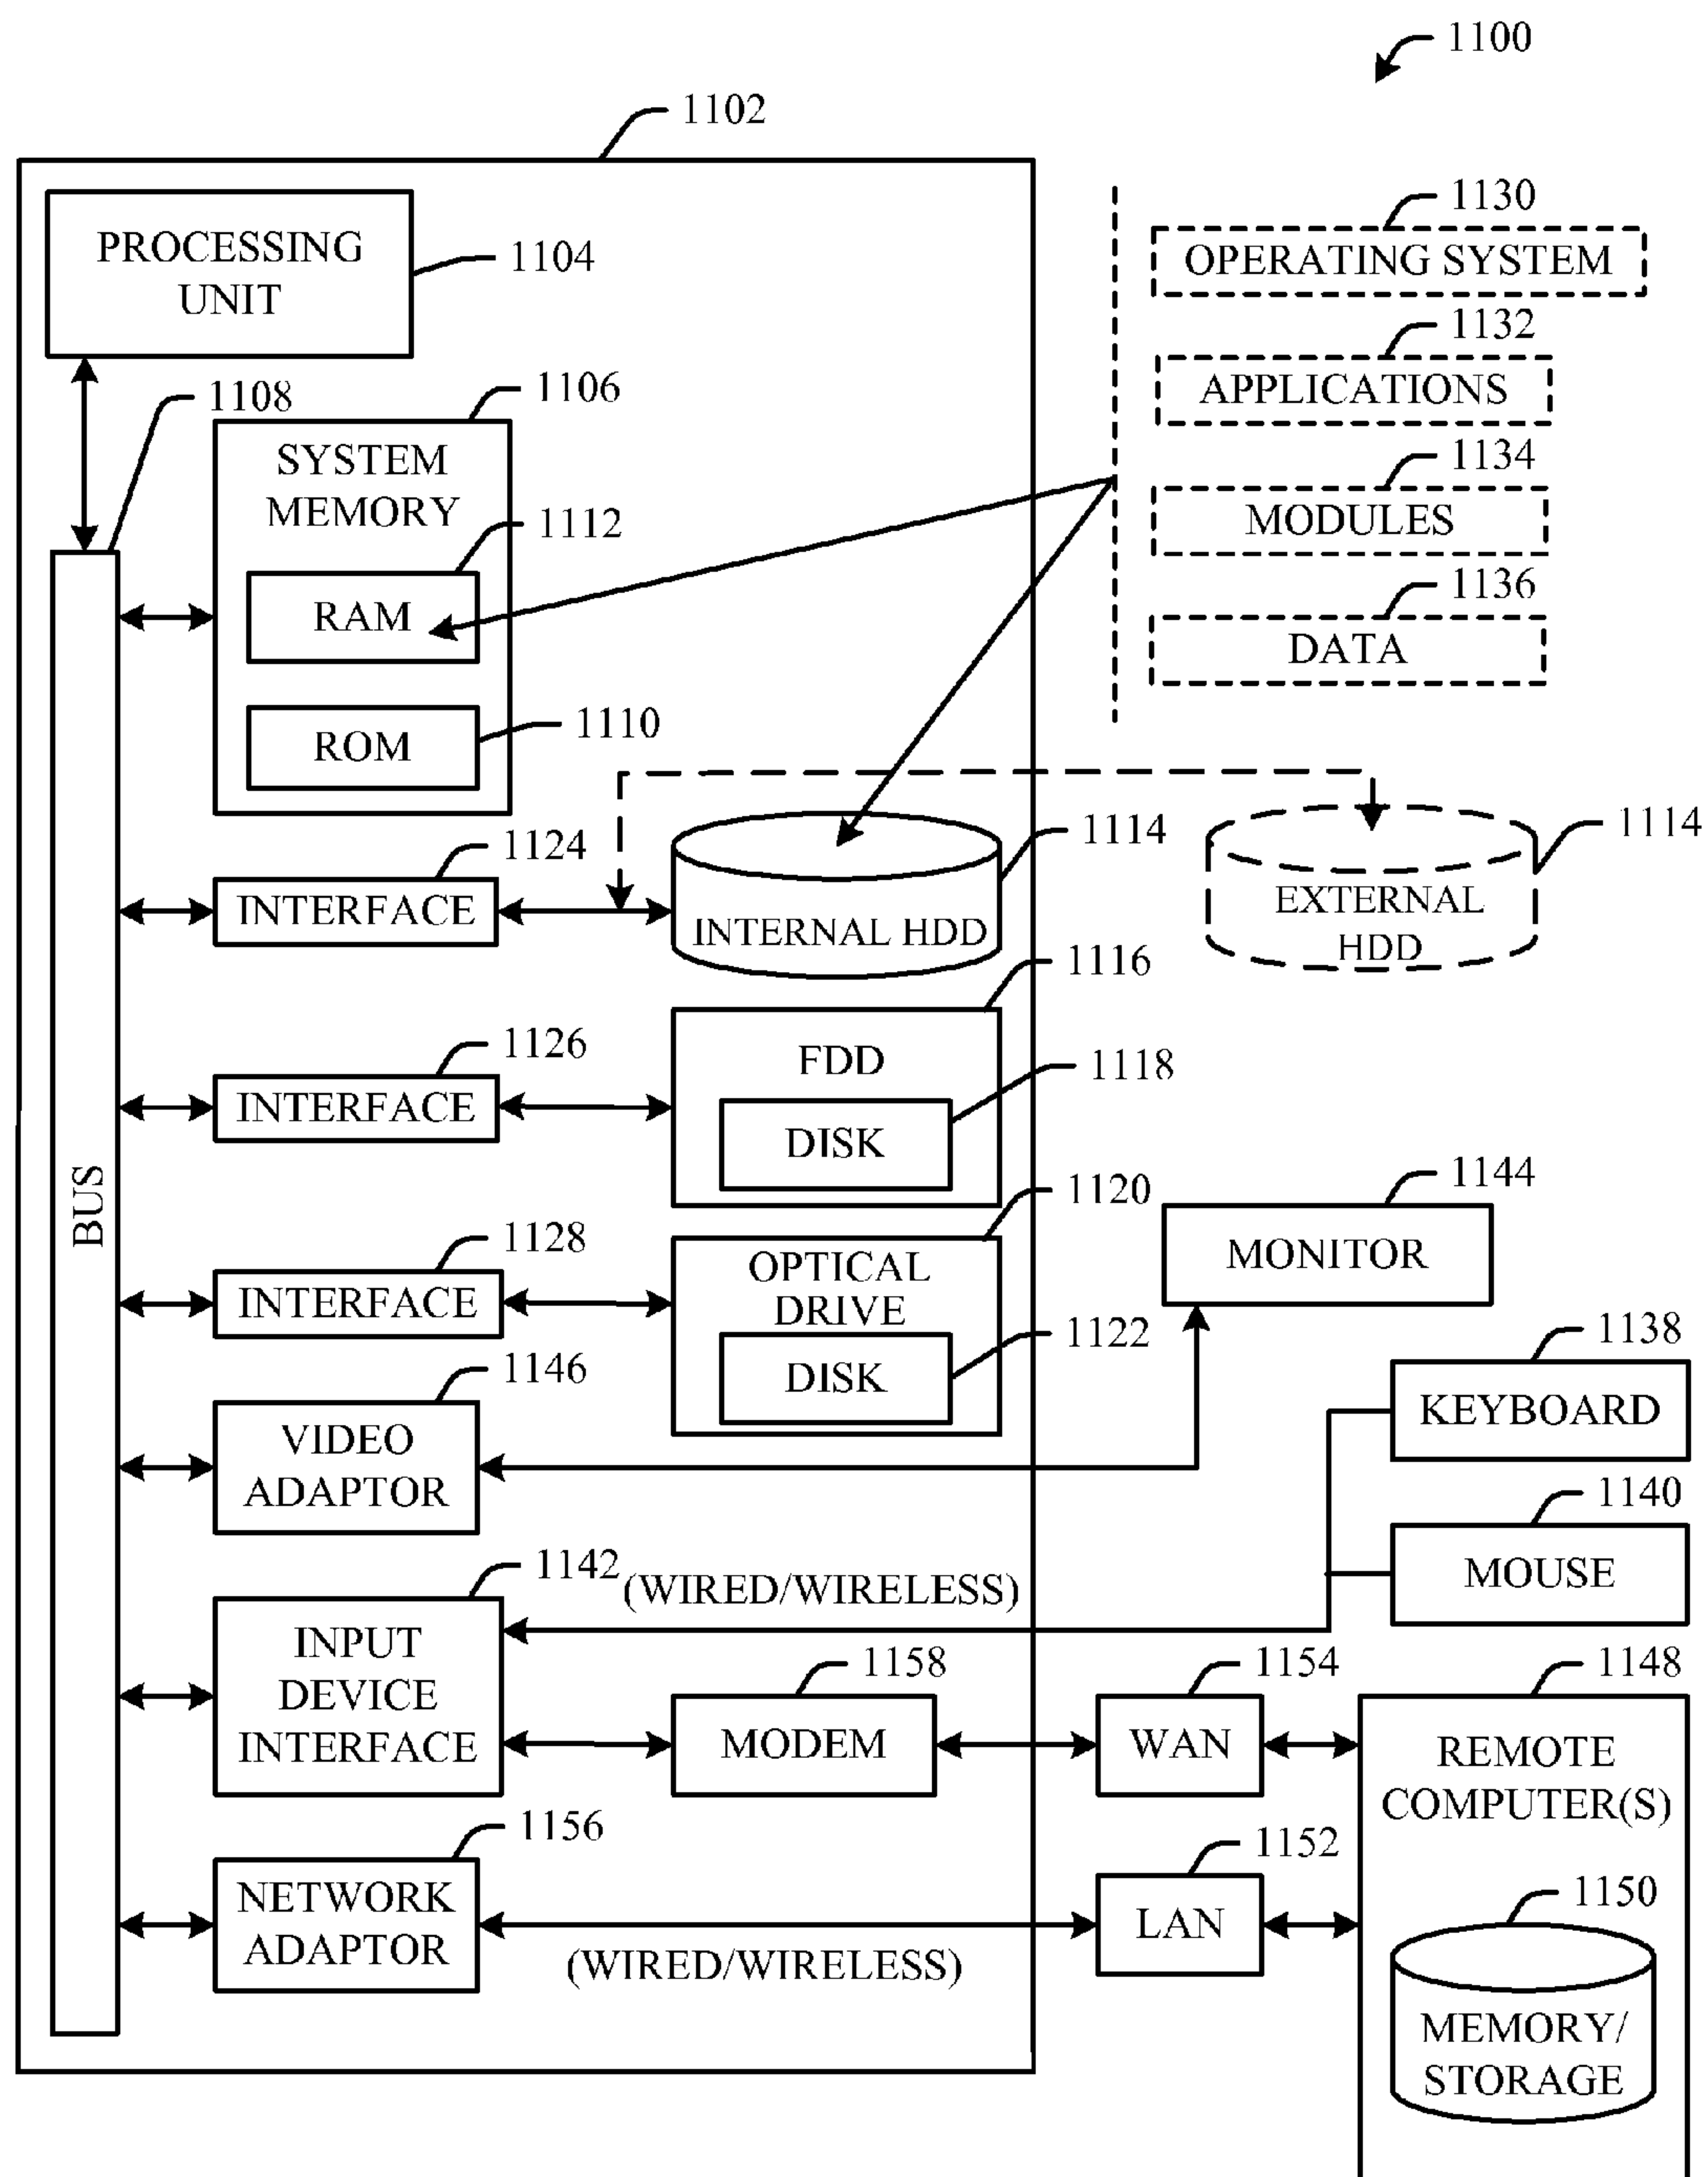 1100
1102
PROCESSING
UNIT
1104
1130
OPERATING SYSTEM
1132
APPLICATIONS
1134
MODULES
1136
DATA
1108
1106
SYSTEM
MEMORY
1112
RAM
1110
ROM
1124
INTERFACE
1114
INTERNAL HDD
1114
EXTERNAL
HDD
1116
FDD
1126
INTERFACE
1118
DISK
BUS
1120
OPTICAL
DRIVE
1128
INTERFACE
1122
DISK
1144
MONITOR
1146
VIDEO
ADAPTOR
1138
KEYBOARD
1140
MOUSE
1142
(WIRED/WIRELESS)
INPUT
DEVICE
INTERFACE
1158
MODEM
1154
WAN
1148
REMOTE
COMPUTER(S)
1156
NETWORK
ADAPTOR
(WIRED/WIRELESS)
1152
LAN
1150
MEMORY/
STORAGE